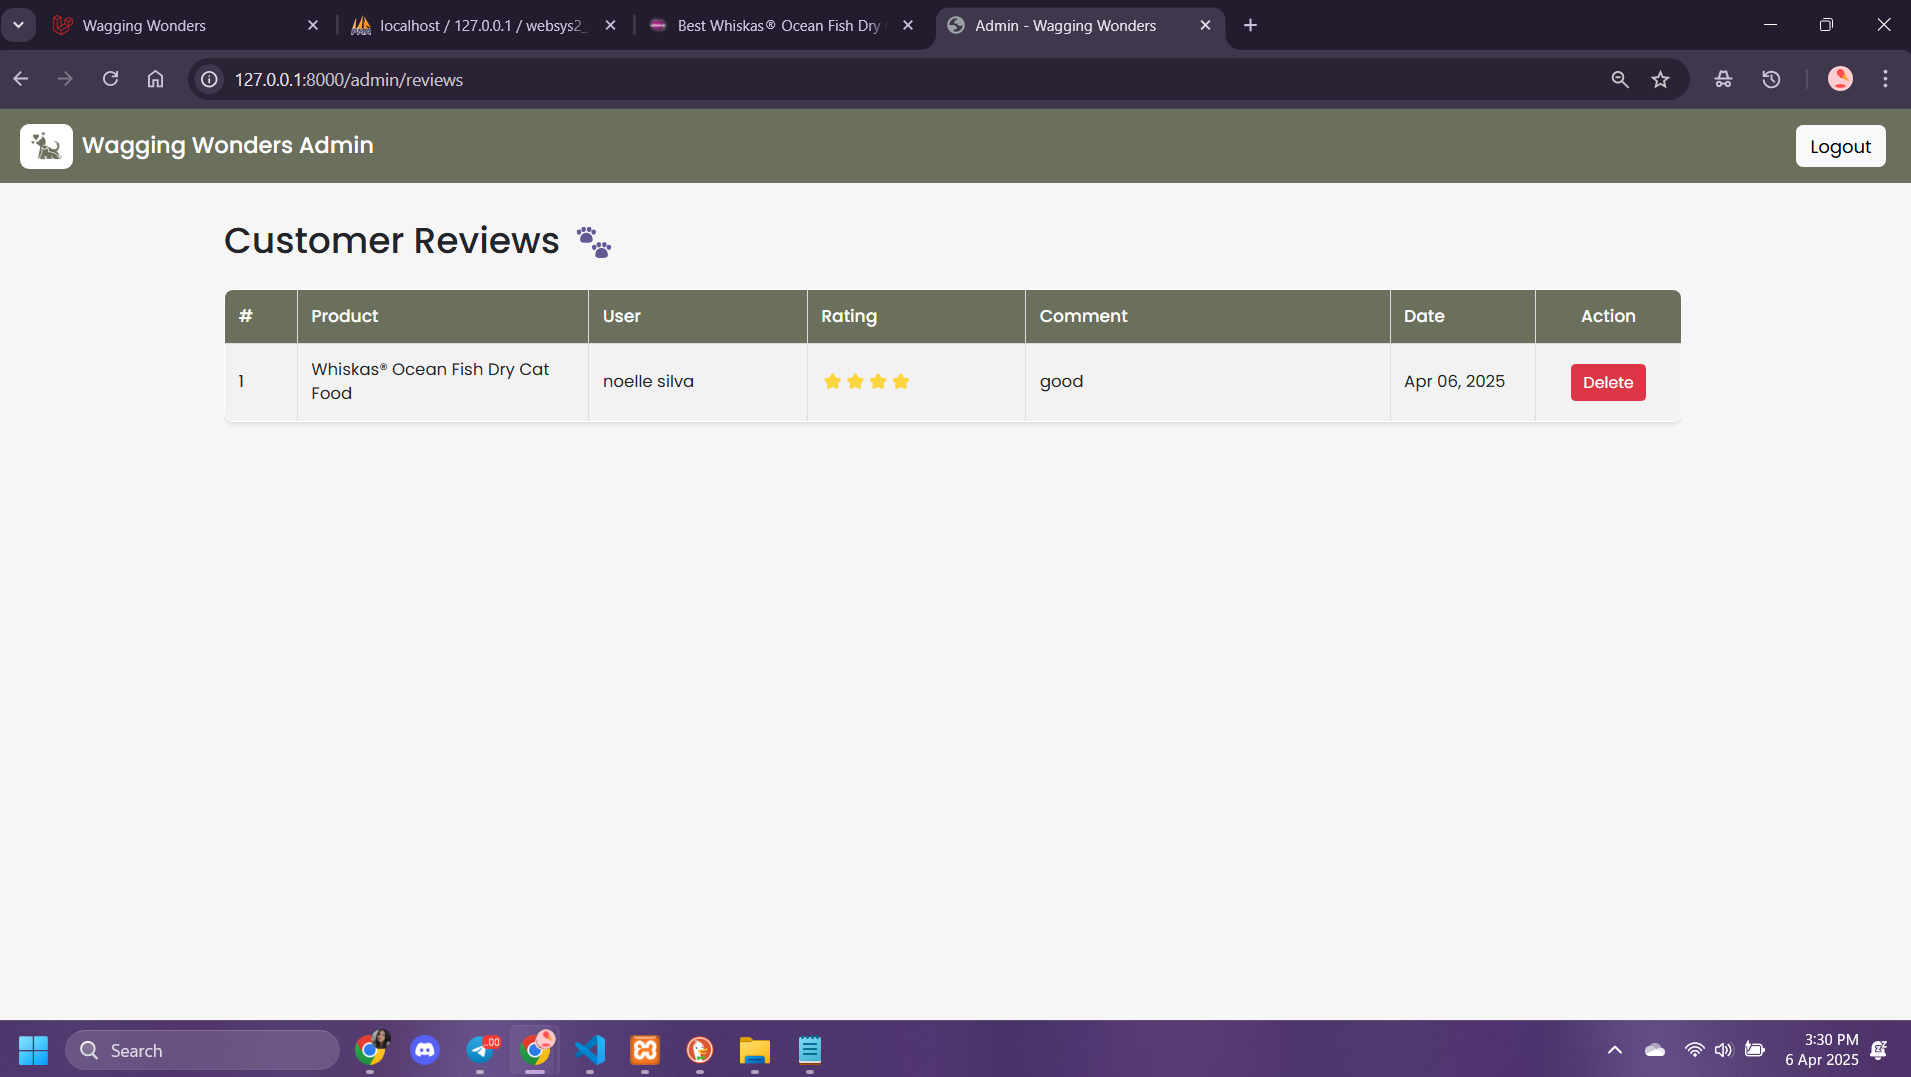 Wagging Wonders
localhost / 127.0.0.1 / websys2_
Best Whiskas® Ocean Fish Dry
Admin - Wagging Wonders
127.0.0.1:8000/admin/reviews
Wagging Wonders Admin
Logout
Customer Reviews
# Product User Rating Comment Date Action
1 Whiskas® Ocean Fish Dry Cat
Food
noelle silva
good
Apr 06, 2025
Delete
Search
..00
3:30 PM
6 Apr 2025